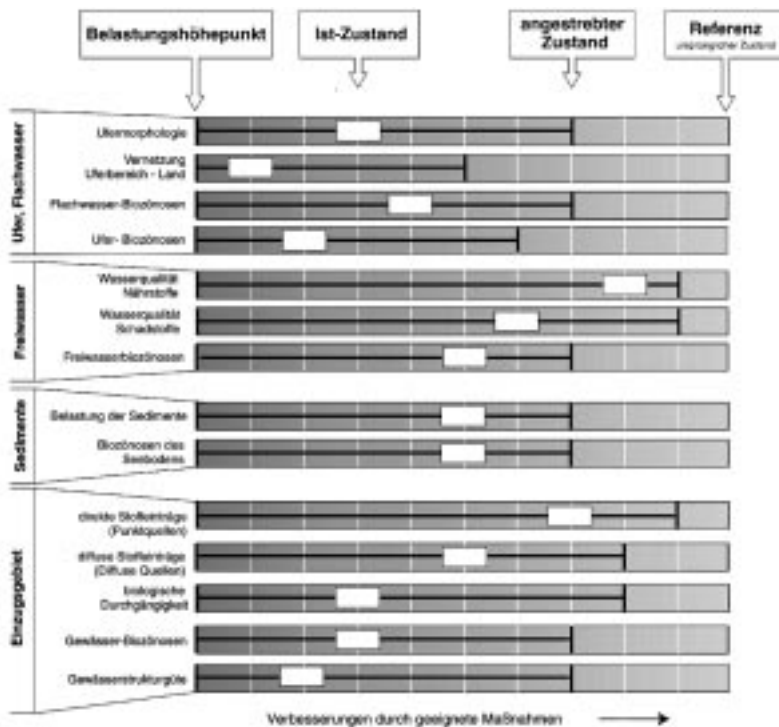 Belastungshöhepunkt
Ist-Zustand
angestrebter
Zustand
Referenz
ursprünglicher Zustand
Ufer, Flachwasser
Ufermorphologie
Vernetzung
Uferbereich - Land
Flachwasser-Biozönosen
Ufer- Biozönosen
Freiwasser
Wasserqualität
Nährstoffe
Wasserqualität
Schadstoffe
Freiwasserbiozönosen
Sedimente
Belastung der Sedimente
Biozönosen des
Seebodens
Einzugsgebiet
direkte Stoffeinträge
(Punktquellen)
diffuse Stoffeinträge
(Diffuse Quellen)
biologische
Durchgängigkeit
Gewässer-Biozönosen
Gewässerstrukturgüte
Verbesserungen durch geeignete Maßnahmen